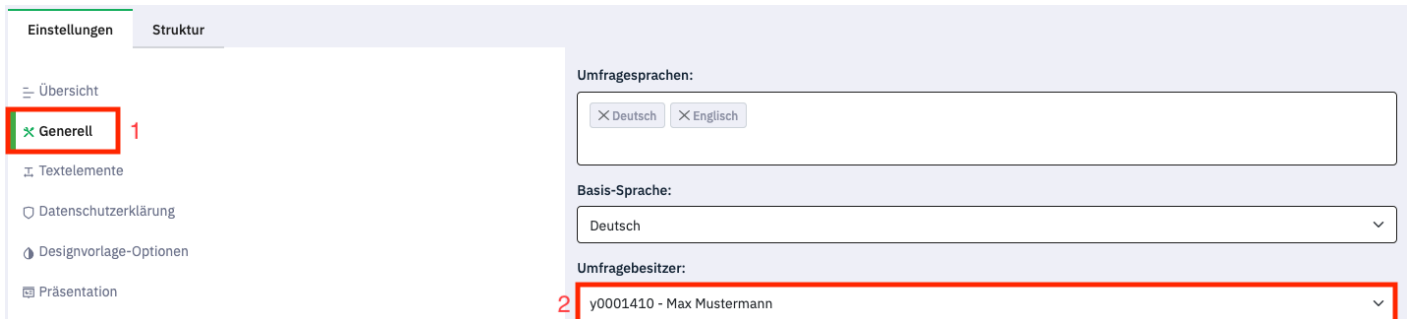 Einstellungen Struktur
Übersicht
Generell 1
Textelemente
Datenschutzerklärung
Designvorlage-Optionen
Präsentation
Umfragesprachen:
Deutsch Englisch
Basis-Sprache:
Deutsch
Umfragebesitzer:
2 y0001410 - Max Mustermann